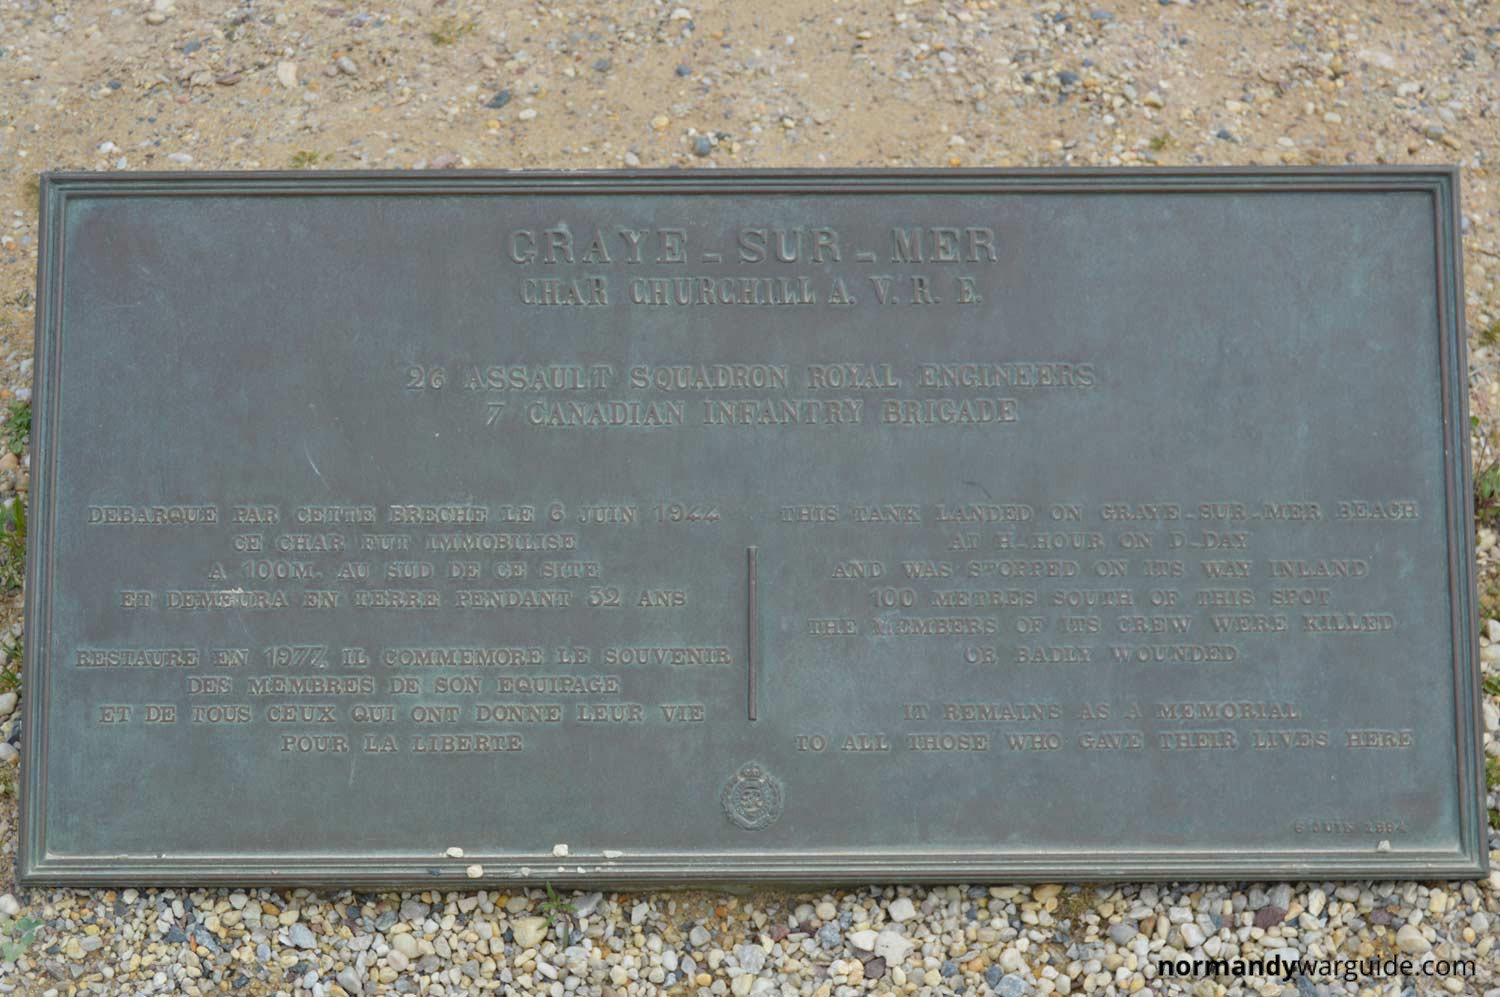 GRAYE-SUR-MER
CHAR CHURCHILL A. V. R. E.
26 ASSAULT SQUADRON ROYAL ENGINEERS
7 CANADIAN INFANTRY BRIGADE
DEBARQUE PAR CETTE BRECHE LE 6 JUIN 1944
CE CHAR FUT IMMOBILISE
A 100M. AU SUD DE CE SITE
ET DEMEURA EN TERRE PENDANT 32 ANS
RESTAURE EN 1977, IL COMMEMORE LE SOUVENIR
DES MEMBRES DE SON EQUIPAGE
ET DE TOUS CEUX QUI ONT DONNE LEUR VIE
POUR LA LIBERTE
THIS TANK LANDED ON GRAYE-SUR-MER BEACH
AT H-HOUR ON D-DAY
AND WAS STOPPED ON ITS WAY INLAND
100 METRES SOUTH OF THIS SPOT
THE MEMBERS OF ITS CREW WERE KILLED
OR BADLY WOUNDED
IT REMAINS AS A MEMORIAL
TO ALL THOSE WHO GAVE THEIR LIVES HERE
6 JUIN
normandywarguide.com